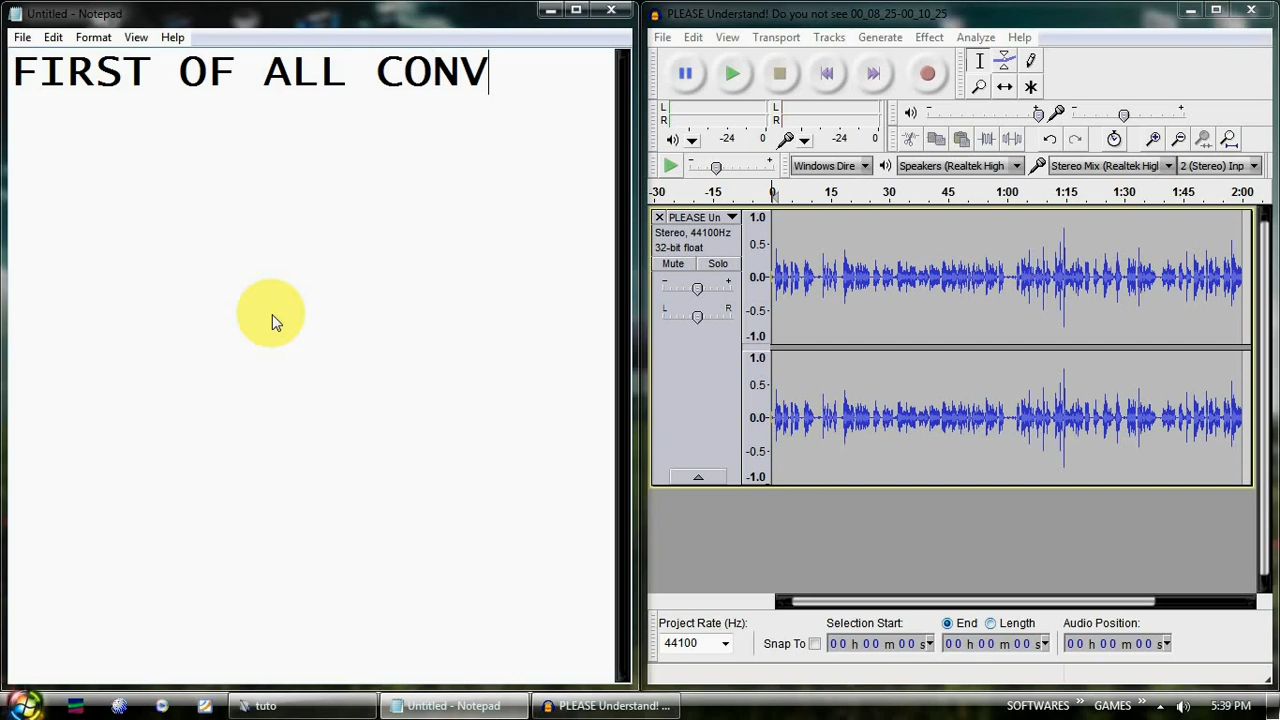 Untitled - Notepad
File Edit Format View Help
FIRST OF ALL CONV
PLEASE Understand! Do you not see 00_08_25-00_10_25
File Edit View Transport Tracks Generate Effect Analyze Help
L R -24 0
L R -24 0
Windows Dire
Speakers (Realtek High
Stereo Mix (Realtek Higl
2 (Stereo) Inp
-30 -15 0 15 30 45 1:00 1:15 1:30 1:45 2:00
PLEASE Un
Stereo, 44100Hz
32-bit float
Mute Solo
- +
L R
1.0
0.5
0.0
-0.5
-1.0
1.0
0.5
0.0
-0.5
-1.0
Project Rate (Hz):
44100
Snap To
Selection Start:
00 h 00 m 00 s
End Length
00 h 00 m 00 s
Audio Position:
00 h 00 m 00 s
tuto
Untitled - Notepad
PLEASE Understand! ...
SOFTWARES
GAMES
5:39 PM